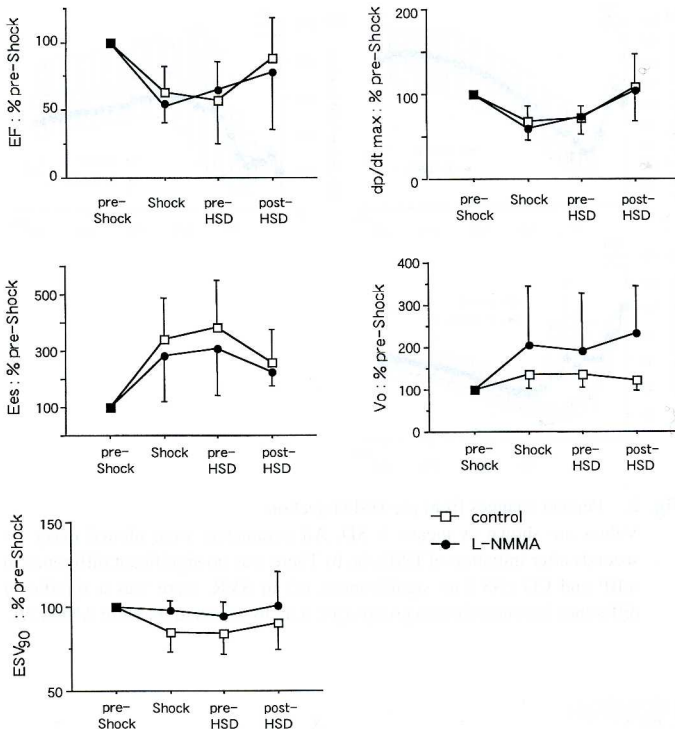 EF : % pre-Shock
100
50
0
pre-Shock
Shock
pre-HSD
post-HSD
dp/dt max : % pre-Shock
200
100
0
pre-Shock
Shock
pre-HSD
post-HSD
Ees : % pre-Shock
500
300
100
pre-Shock
Shock
pre-HSD
post-HSD
Vo : % pre-Shock
400
300
200
100
0
pre-Shock
Shock
pre-HSD
post-HSD
ESV90 : % pre-Shock
150
100
50
pre-Shock
Shock
pre-HSD
post-HSD
control
L-NMMA